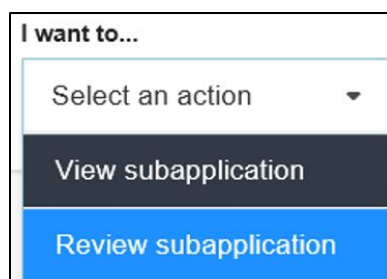 I want to...
Select an action
View subapplication
Review subapplication